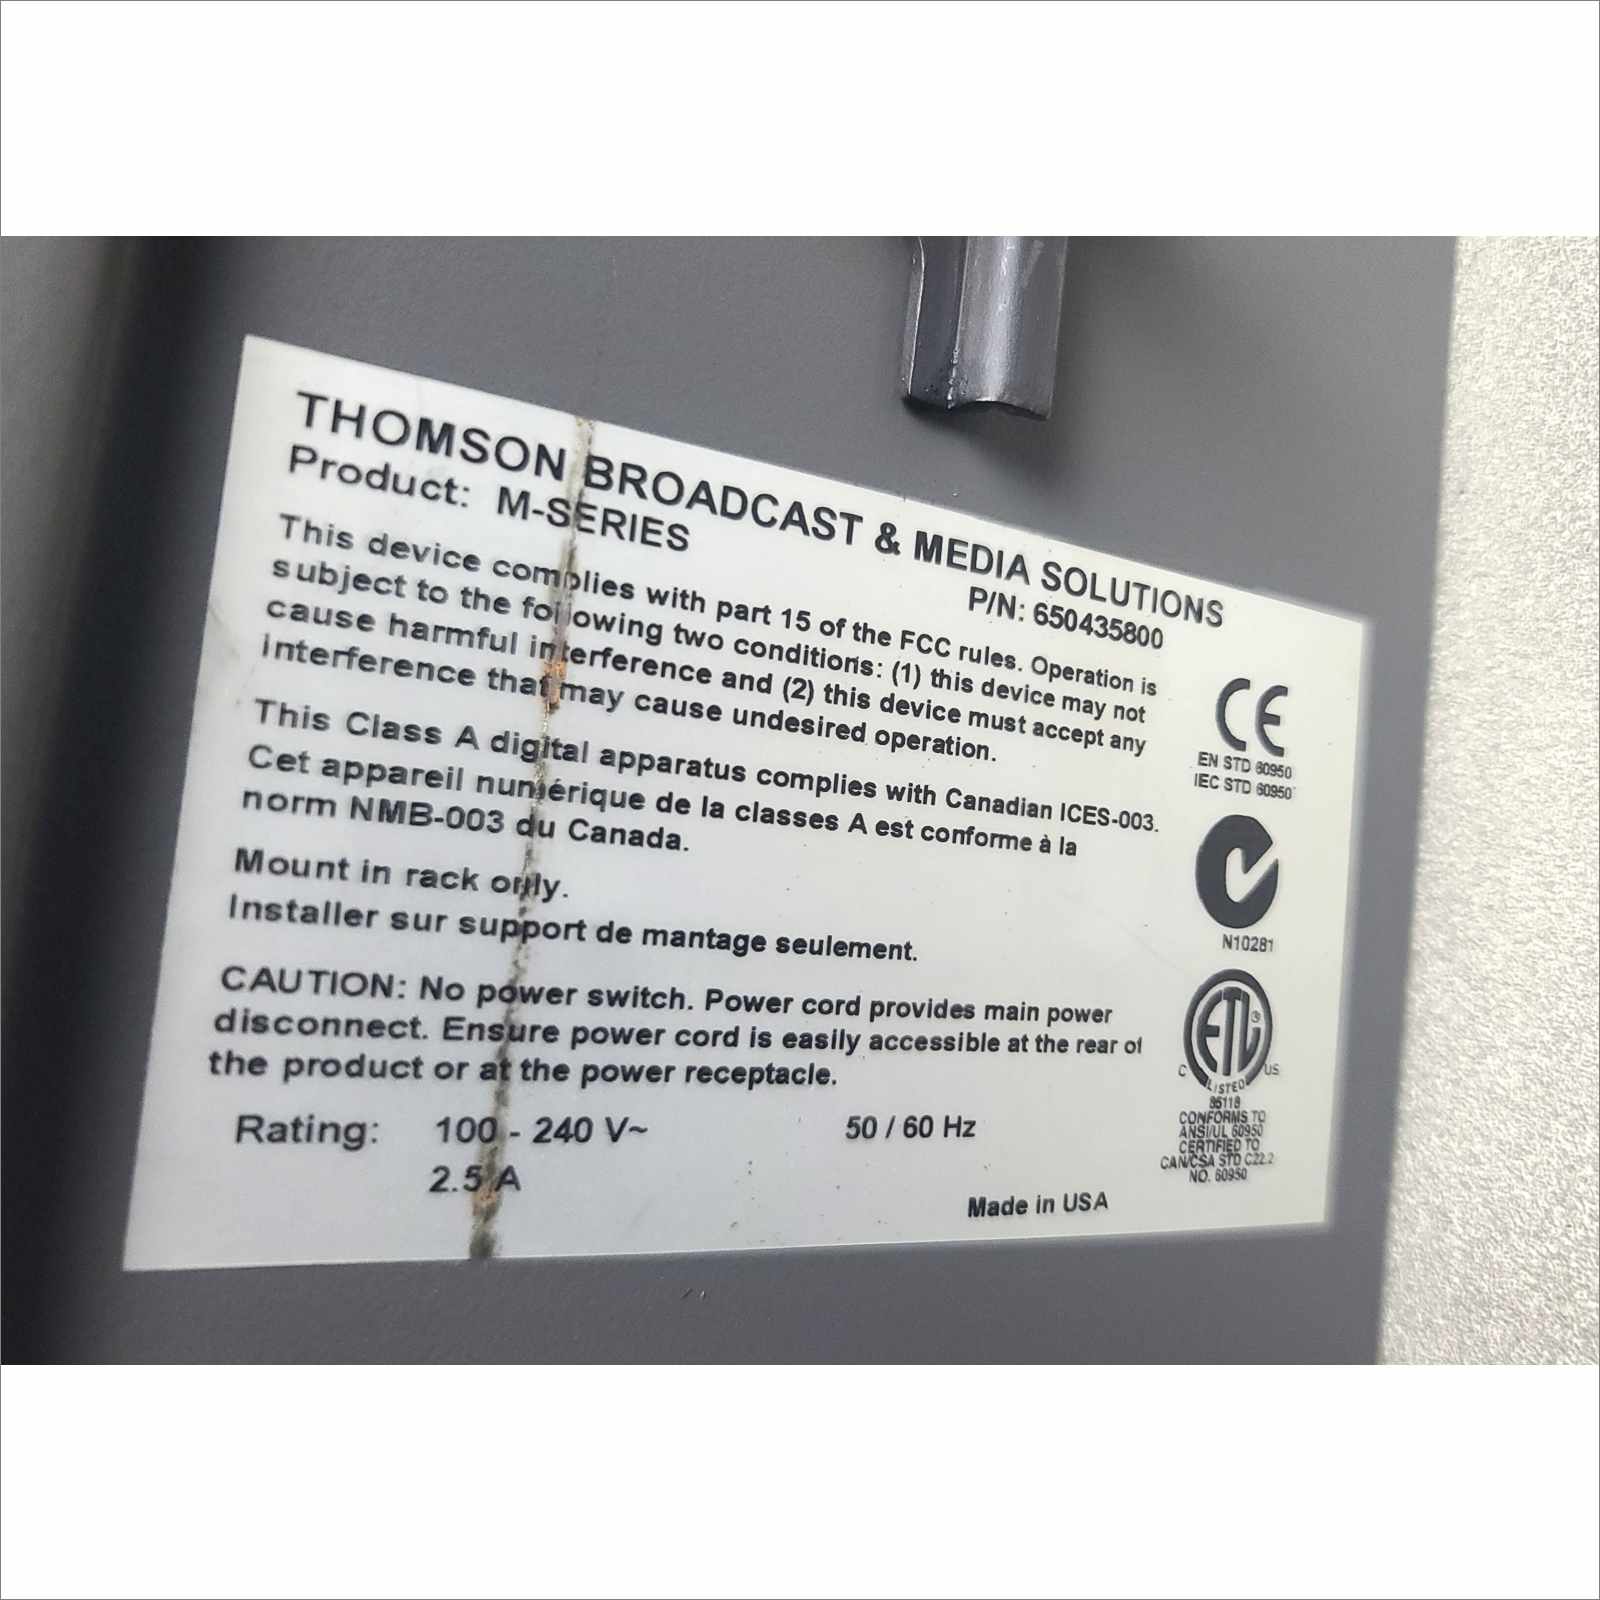 THOMSON BROADCAST & MEDIA SOLUTIONS
Product: M-SERIES
P/N: 650435800
This device complies with part 15 of the FCC rules. Operation is
subject to the following two conditions: (1) this device may not
cause harmful interference and (2) this device must accept any
interference that may cause undesired operation.
This Class A digital apparatus complies with Canadian ICES-003.
Cet appareil numérique de la classes A est conforme à la
norm NMB-003 du Canada.
Mount in rack only.
Installer sur support de mantage seulement.
CAUTION: No power switch. Power cord provides main power
disconnect. Ensure power cord is easily accessible at the rear of
the product or at the power receptacle.
Rating: 100 - 240 V~ 50 / 60 Hz
2.5 A
Made in USA
CE
EN STD 60950
IEC STD 60950
N10281
ETL ®
C LISTED US
95118
CONFORMS TO
ANSI/UL 60950
CERTIFIED TO
CAN/CSA STD C22.2
NO. 60950